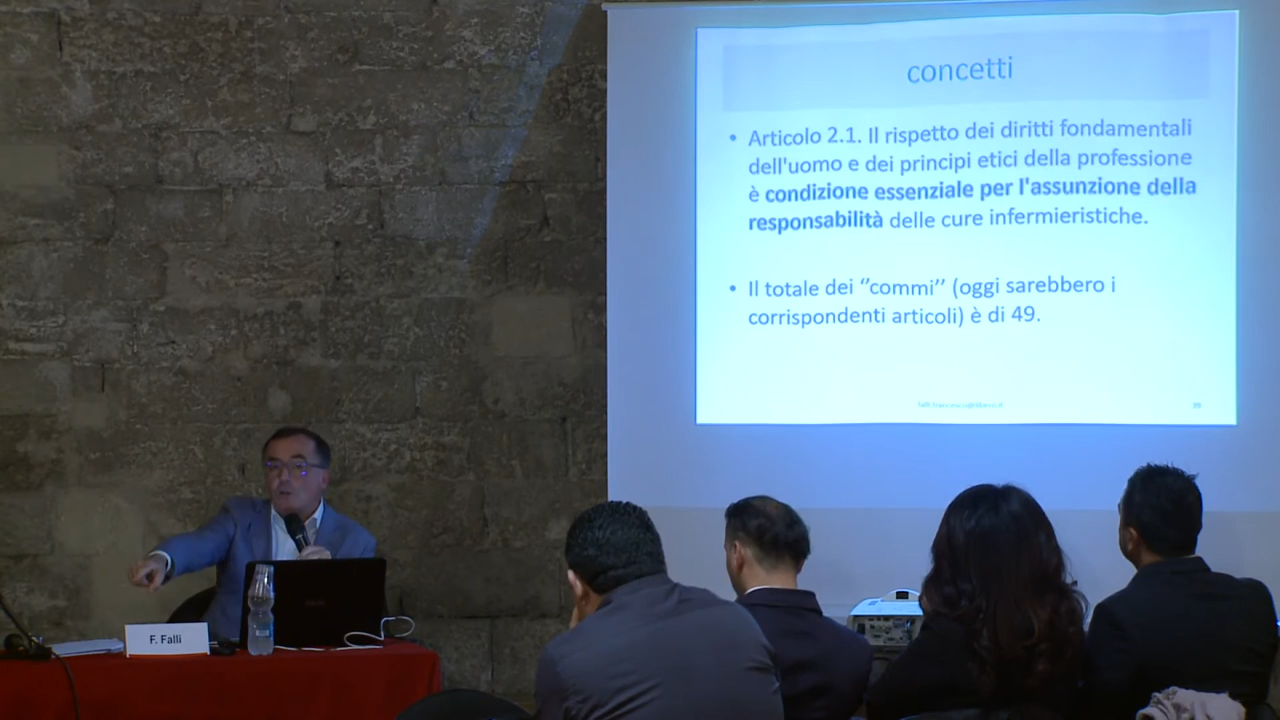 concetti
• Articolo 2.1. Il rispetto dei diritti fondamentali
dell'uomo e dei principi etici della professione
è condizione essenziale per l'assunzione della
responsabilità delle cure infermieristiche.
• Il totale dei ‘’commi’’ (oggi sarebbero i
corrispondenti articoli) è di 49.
39
F. Falli